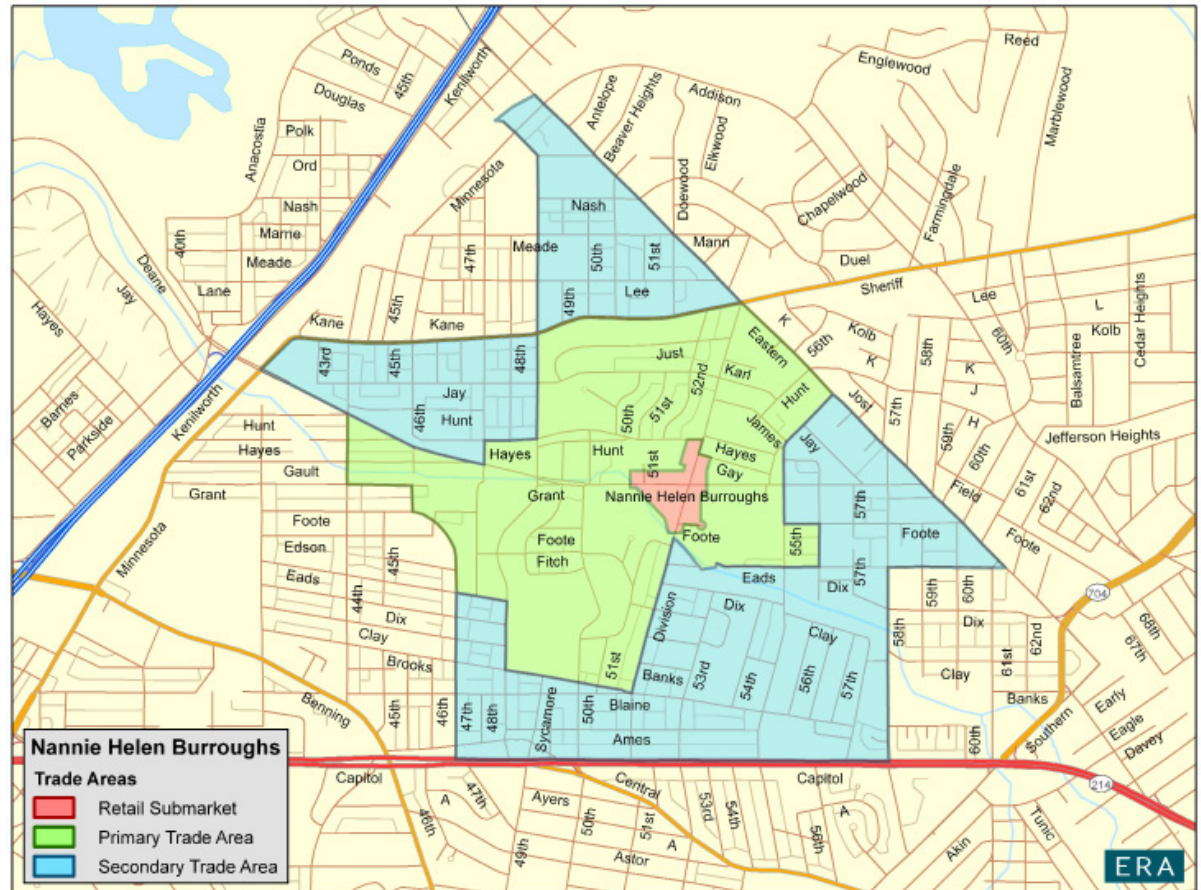 Reed
Englewood
Marblewood
Ponds
45th
Kenilworth
Douglas
Antelope
Beaver Heights
Addison
Elkwood
Anacostia
Polk
Ord
Minnesota
Doewood
Chapelwood
Farmingdale
Nash
Nash
Marne
40th
Meade
47th
Meade
50th
51st
Mann
Duel
Deane
Jay
Hayes
Lane
45th
49th
Lee
Sheriff
Lee
L
Kolb
Cedar Heights
Kane
Kane
K
56th
Kolb
K
58th
60th
K
J
Balsamtree
43rd
45th
48th
Just
Eastern
Karl
52nd
Hunt
Jost
57th
Jay
46th
Hunt
50th
51st
James
Jay
59th
H
60th
Jefferson Heights
Barnes
Parkside
Kenilworth
Hunt
Hayes
Gault
Grant
Hayes
Hunt
51st
Hayes
Gay
Field
61st
62nd
Grant
Nannie Helen Burroughs
57th
Foote
Foote
Edson
Eads
45th
Foote
Fitch
Foote
55th
Foote
Minnesota
44th
Dix
Clay
Brooks
Eads
Dix
57th
59th
60th
Dix
704
Division
Dix
Clay
58th
61st
62nd
68th
67th
51st
Banks
53rd
54th
56th
57th
Clay
Banks
Benning
45th
46th
47th
48th
Sycamore
50th
Blaine
Ames
60th
Southern
Early
Eagle
Davey
Capitol
Central
Capitol
214
A
47th
46th
Ayers
49th
50th
51st
A
53rd
54th
56th
A
Astor
Akin
Tunic
Nannie Helen Burroughs
Trade Areas
Retail Submarket
Primary Trade Area
Secondary Trade Area
ERA